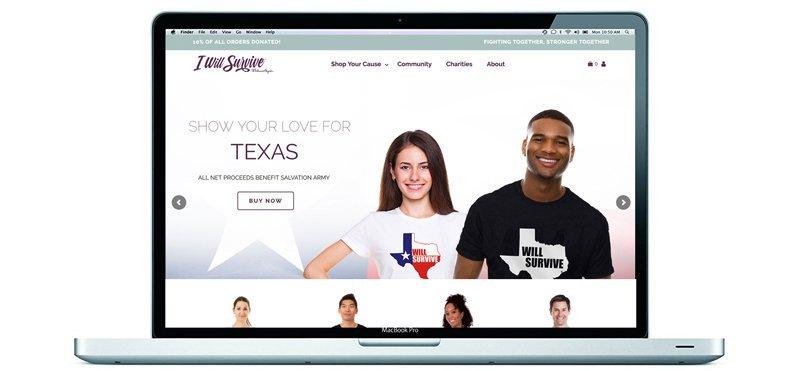 Finder File Edit View Go Window Help
Mon 10:50 AM
10% OF ALL ORDERS DONATED!
FIGHTING TOGETHER, STRONGER TOGETHER
I Will Survive
Shop Your Cause Community Charities About
0
SHOW YOUR LOVE FOR
TEXAS
ALL NET PROCEEDS BENEFIT SALVATION ARMY
BUY NOW
WILL
SURVIVE
WILL
SURVIVE
MacBook Pro